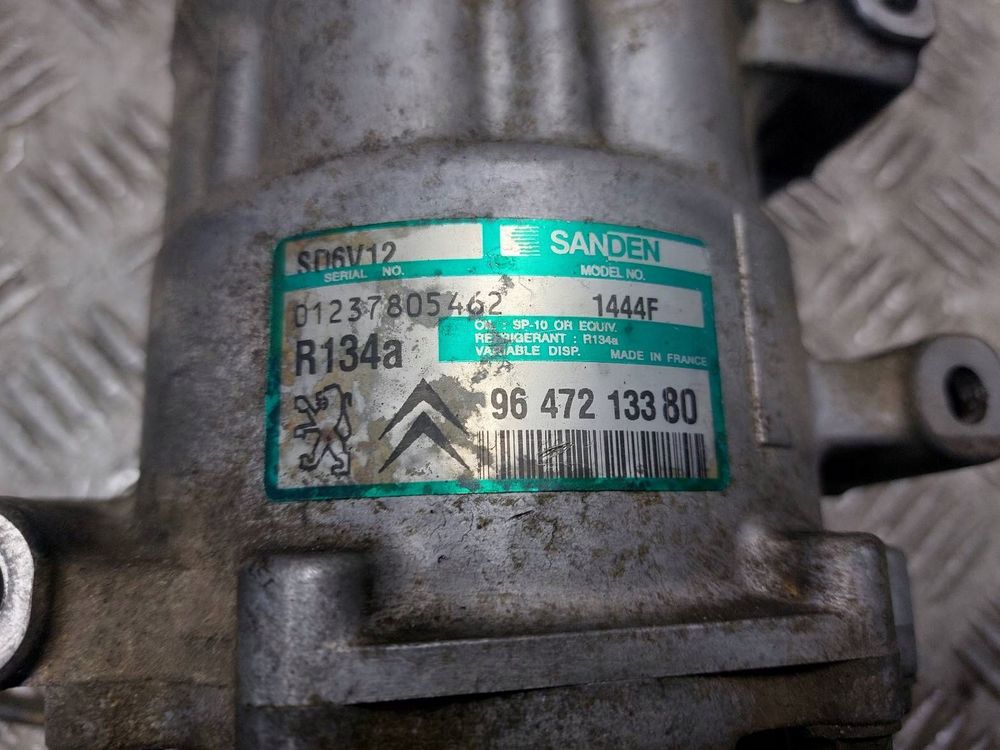 SD6V12
SANDEN
SERIAL NO.
MODEL NO.
01237805462
1444F
OIL : SP-10 OR EQUIV.
REFRIGERANT : R134a
VARIABLE DISP. MADE IN FRANCE
R134a
96 472 133 80